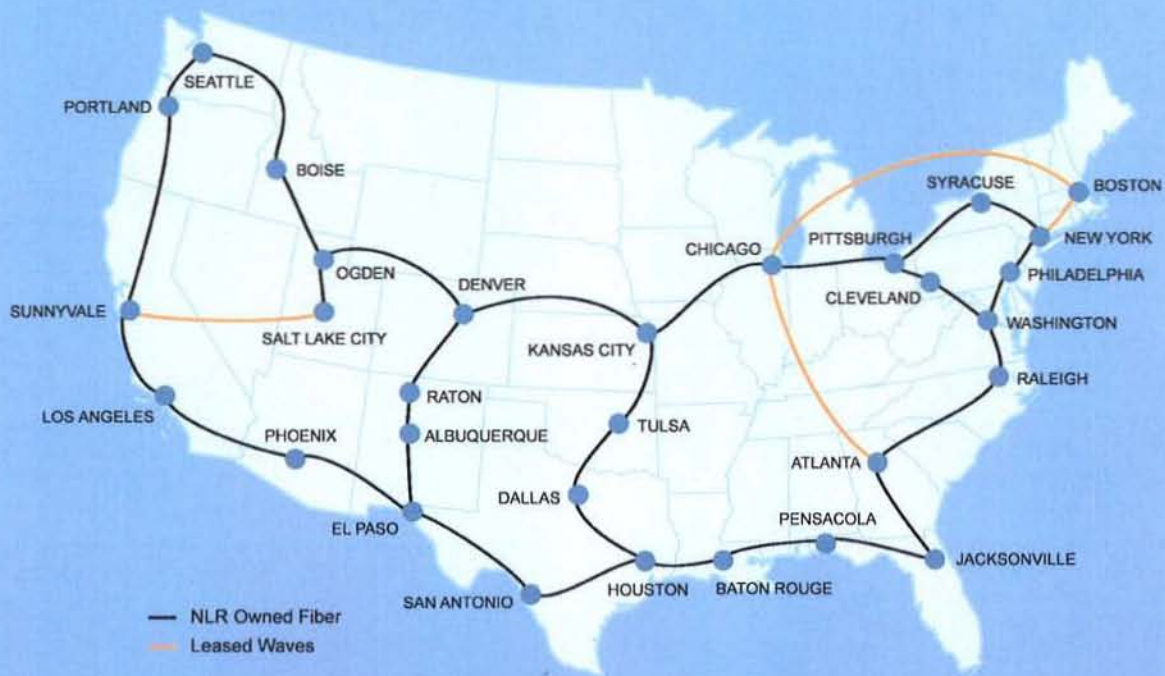 SEATTLE
PORTLAND
BOISE
SYRACUSE
BOSTON
NEW YORK
CHICAGO
PITTSBURGH
OGDEN
PHILADELPHIA
DENVER
CLEVELAND
SUNNYVALE
WASHINGTON
SALT LAKE CITY
KANSAS CITY
RALEIGH
RATON
LOS ANGELES
TULSA
PHOENIX
ALBUQUERQUE
ATLANTA
DALLAS
PENSACOLA
EL PASO
JACKSONVILLE
HOUSTON
BATON ROUGE
SAN ANTONIO
NLR Owned Fiber
Leased Waves